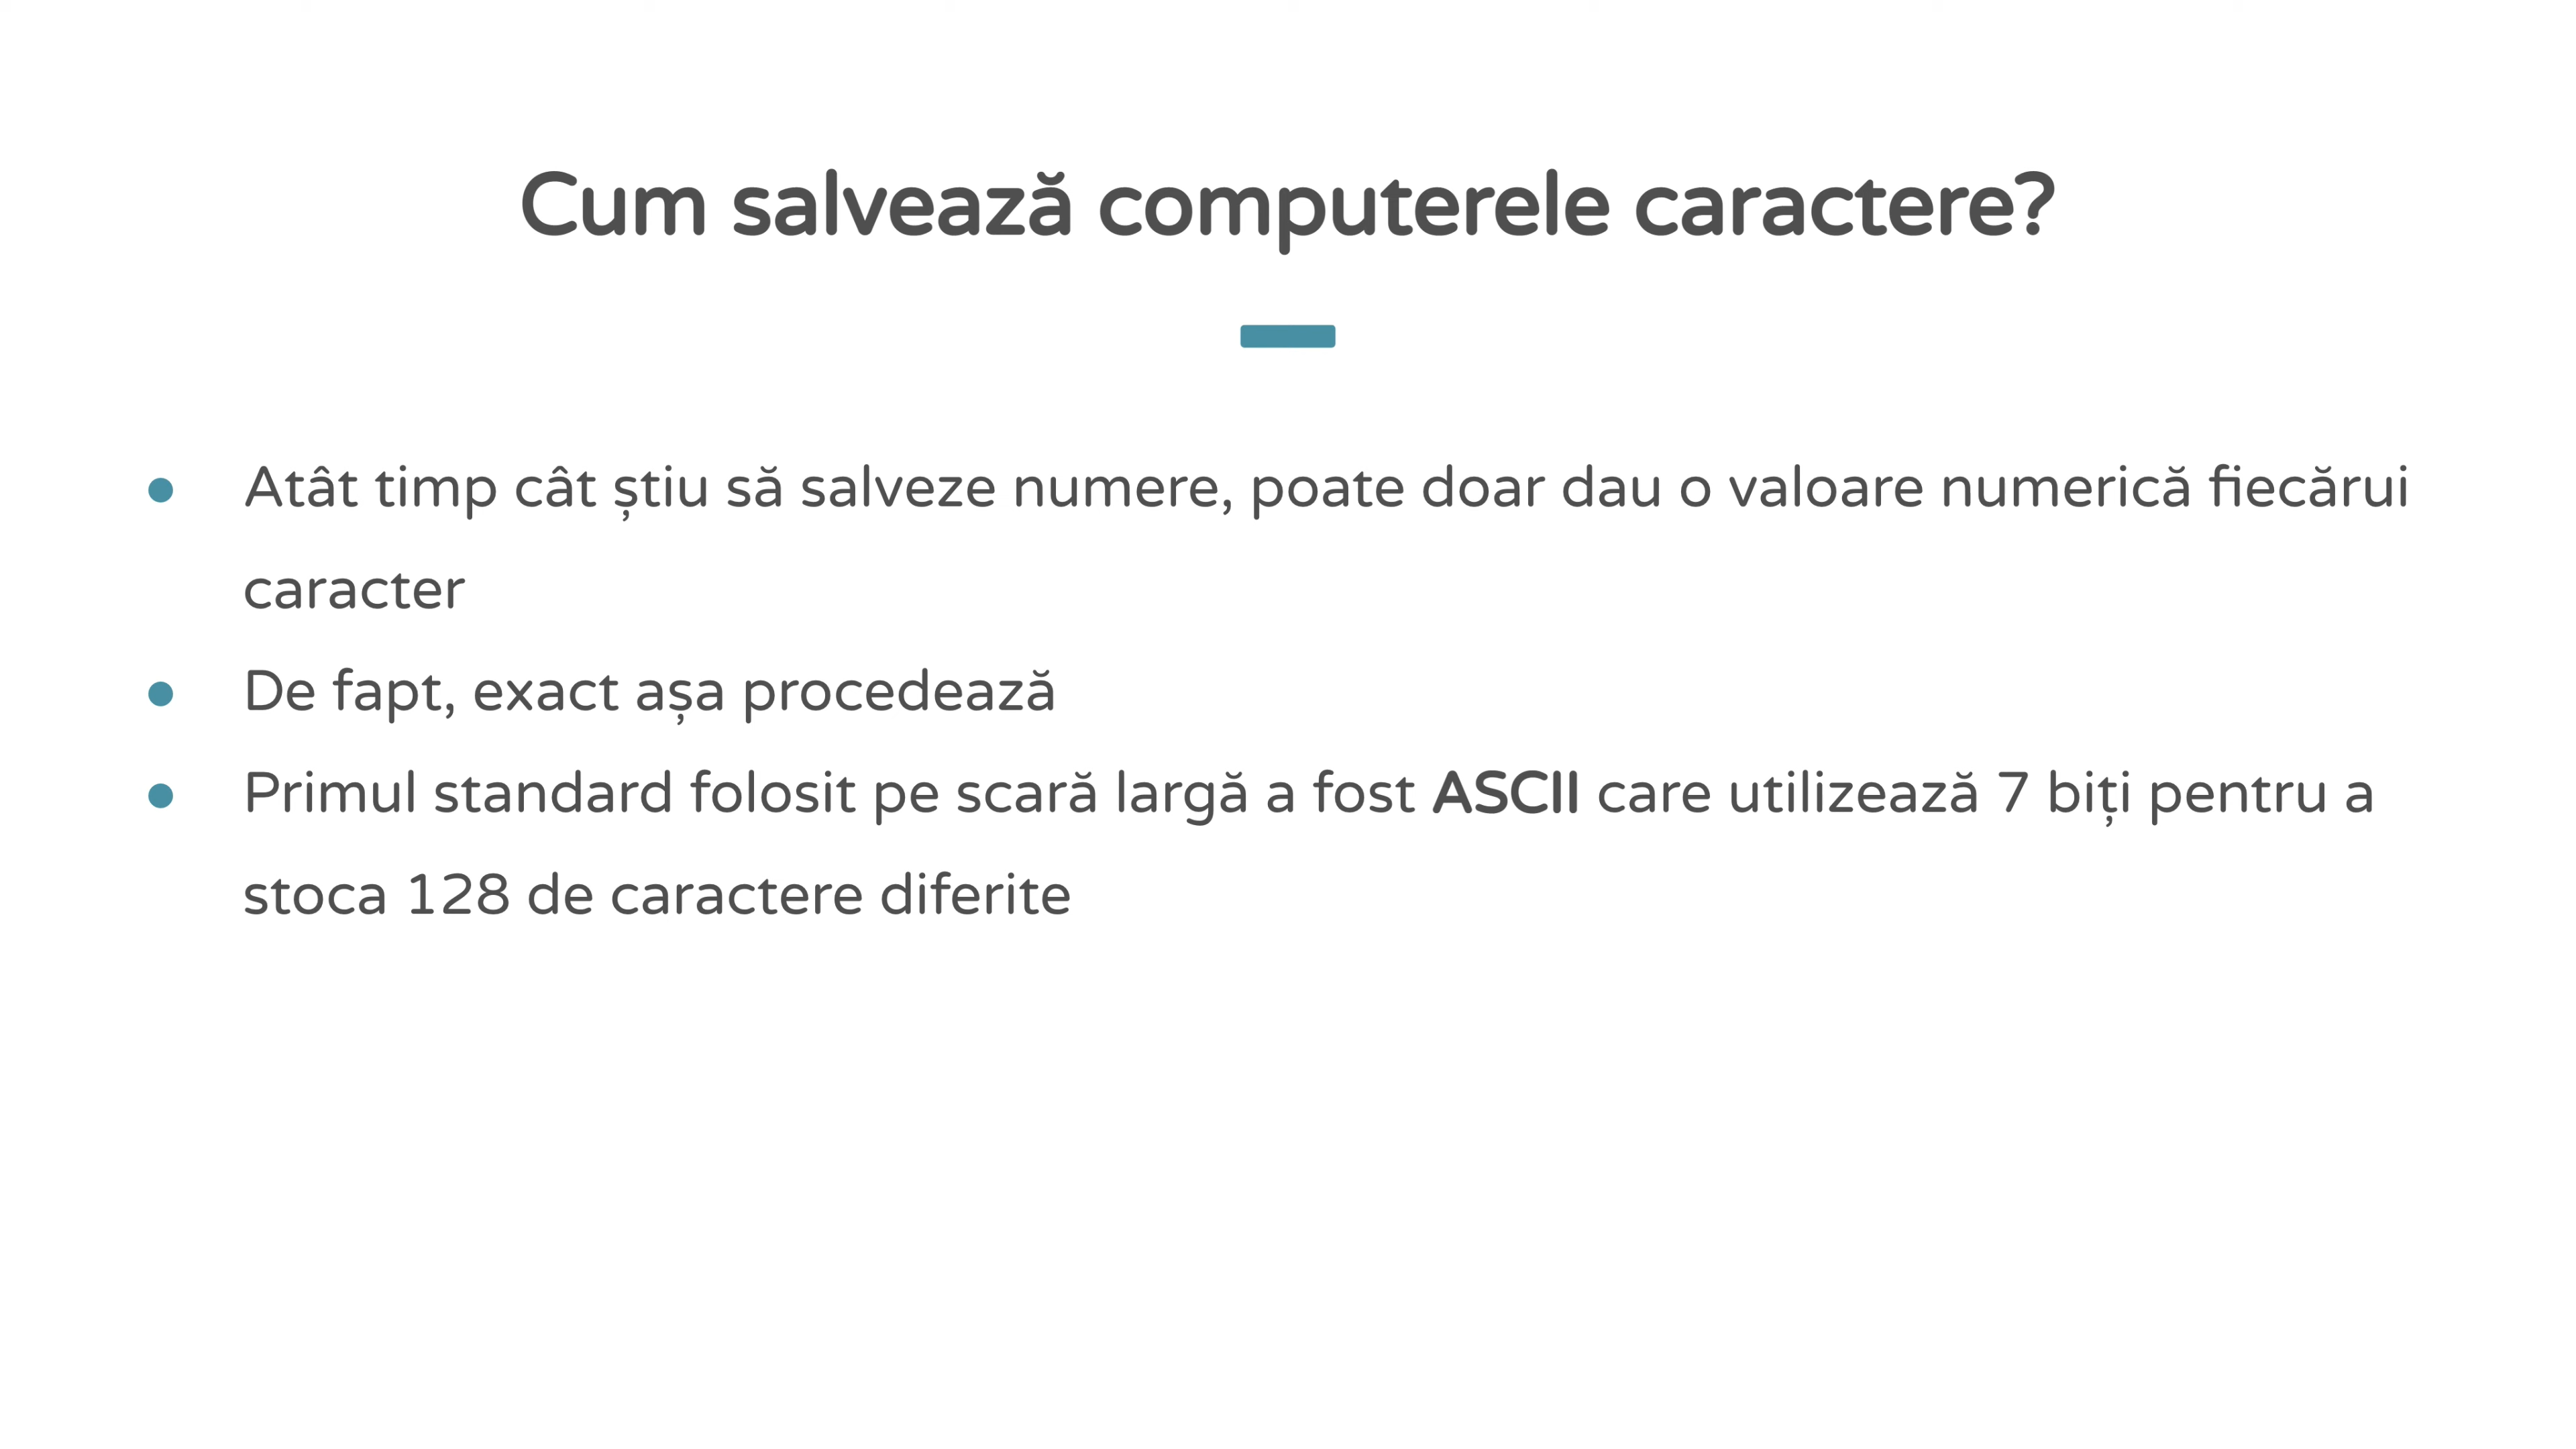 Cum salvează computerele caractere?
Atât timp cât știu să salveze numere, poate doar dau o valoare numerică fiecărui
caracter
De fapt, exact așa procedează
Primul standard folosit pe scară largă a fost ASCII care utilizează 7 biți pentru a
stoca 128 de caractere diferite